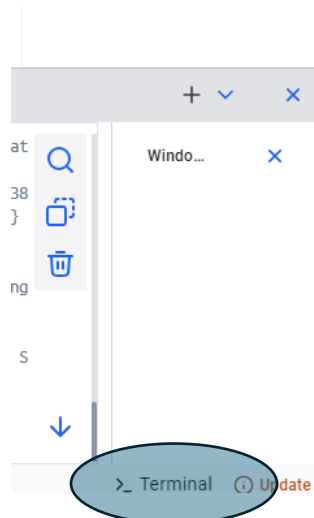 at
Windo...
38
}
ng
S
>_ Terminal Update